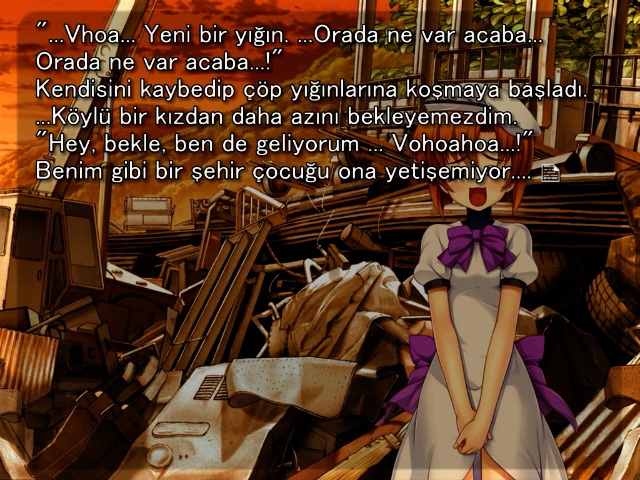 "...Vhoa... Yeni bir yığın. ...Orada ne var acaba...
Orada ne var acaba...!"
Kendisini kaybedip çöp yığınlarına koşmaya başladı.
...Köylü bir kızdan daha azını bekleyemezdim.
"Hey, bekle, ben de geliyorum ... Vohoahoa...!"
Benim gibi bir şehir çocuğu ona yetişemiyor....